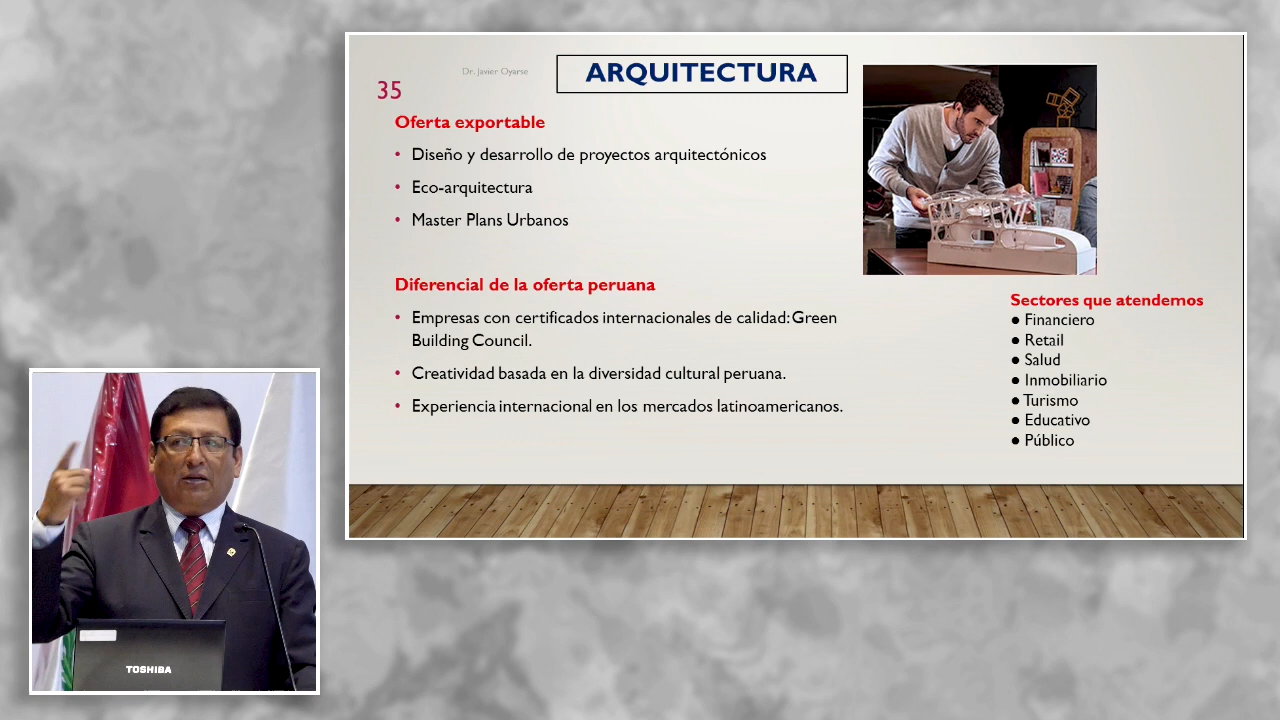 Dr. Javier Oyarse
ARQUITECTURA
35
Oferta exportable
• Diseño y desarrollo de proyectos arquitectónicos
• Eco-arquitectura
• Master Plans Urbanos
Diferencial de la oferta peruana
• Empresas con certificados internacionales de calidad: Green
Building Council.
• Creatividad basada en la diversidad cultural peruana.
• Experiencia internacional en los mercados latinoamericanos.
Sectores que atendemos
● Financiero
● Retail
● Salud
● Inmobiliario
● Turismo
● Educativo
● Público
TOSHIBA